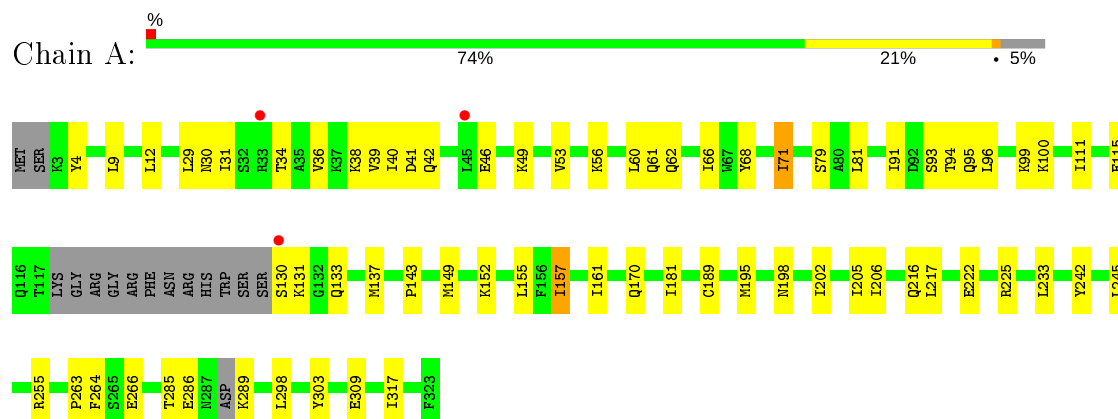 %
Chain A:
74% 21% • 5%
MET SER K3 Y4 L9 L12 L29 N30 I31 S32 R33 T34 A35 V36 K37 K38 V39 I40 D41 Q42 L45 E46 K49 V53 K56 L60 Q61 Q62 I66 W67 Y68 I71 S79 A80 L81 I91 D92 S93 T94 Q95 L96 K99 K100 I111
Q116 T117 LYS GLY ARG GLY ARG PHE ASN ARG HIS TRP SER SER S130 K131 G132 Q133 M137 P143 M149 K152 L155 F156 I157 I161 Q170 I181 C189 M195 N198 I202 I205 I206 Q216 L217 E222 R225 L233 Y242
R255 P263 F264 S265 E266 T285 E286 N287 ASP K289 L298 Y303 E309 I317 F323